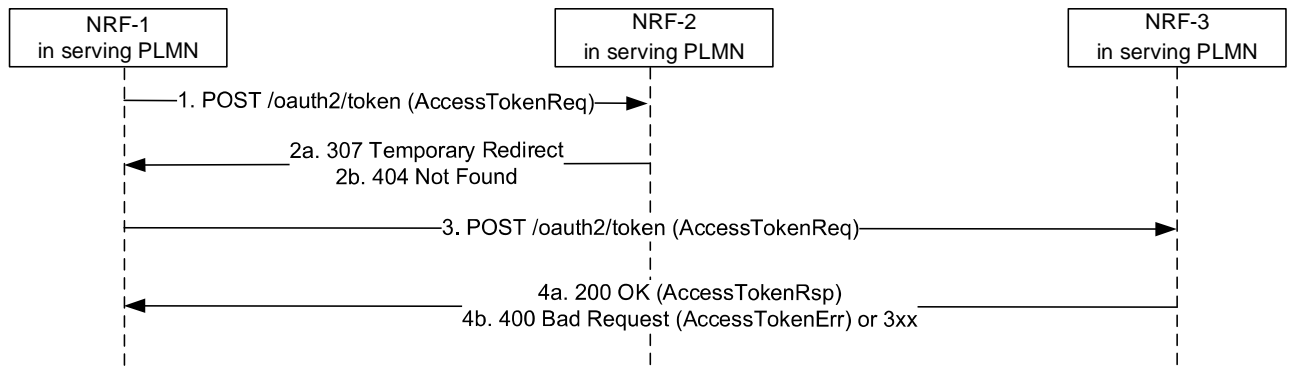 NRF-1
in serving PLMN
NRF-2
in serving PLMN
NRF-3
in serving PLMN
1. POST /oauth2/token (AccessTokenReq)
2a. 307 Temporary Redirect
2b. 404 Not Found
3. POST /oauth2/token (AccessTokenReq)
4a. 200 OK (AccessTokenRsp)
4b. 400 Bad Request (AccessTokenErr) or 3xx